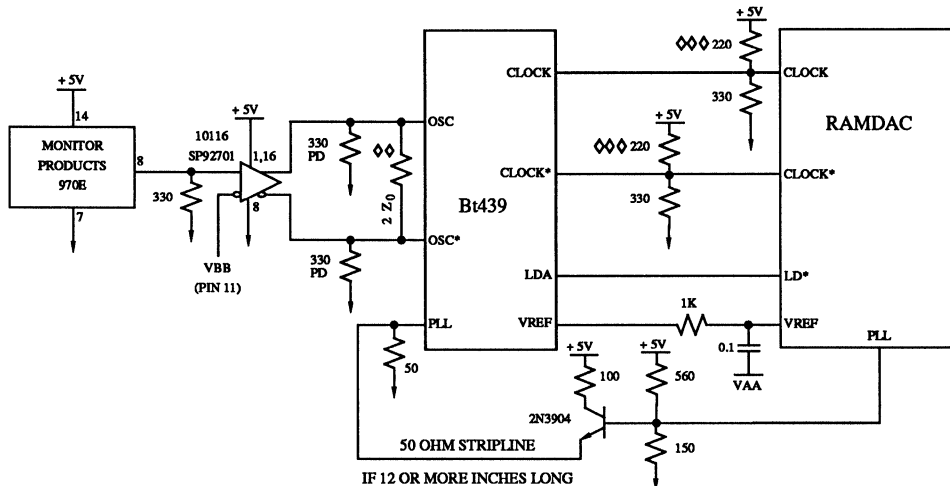 + 5V
14
MONITOR
PRODUCTS
970E
8
7
330
10116
SP92701
+ 5V
1,16
8
VBB
(PIN 11)
330
PD
◊◊
2 Z0
330
PD
OSC
OSC*
PLL
Bt439
CLOCK
CLOCK*
LDA
VREF
50
+ 5V
◊◊◊ 220
330
+ 5V
◊◊◊ 220
330
CLOCK
RAMDAC
CLOCK*
LD*
VREF
PLL
1K
0.1
VAA
+ 5V
100
+ 5V
560
2N3904
150
50 OHM STRIPLINE
IF 12 OR MORE INCHES LONG